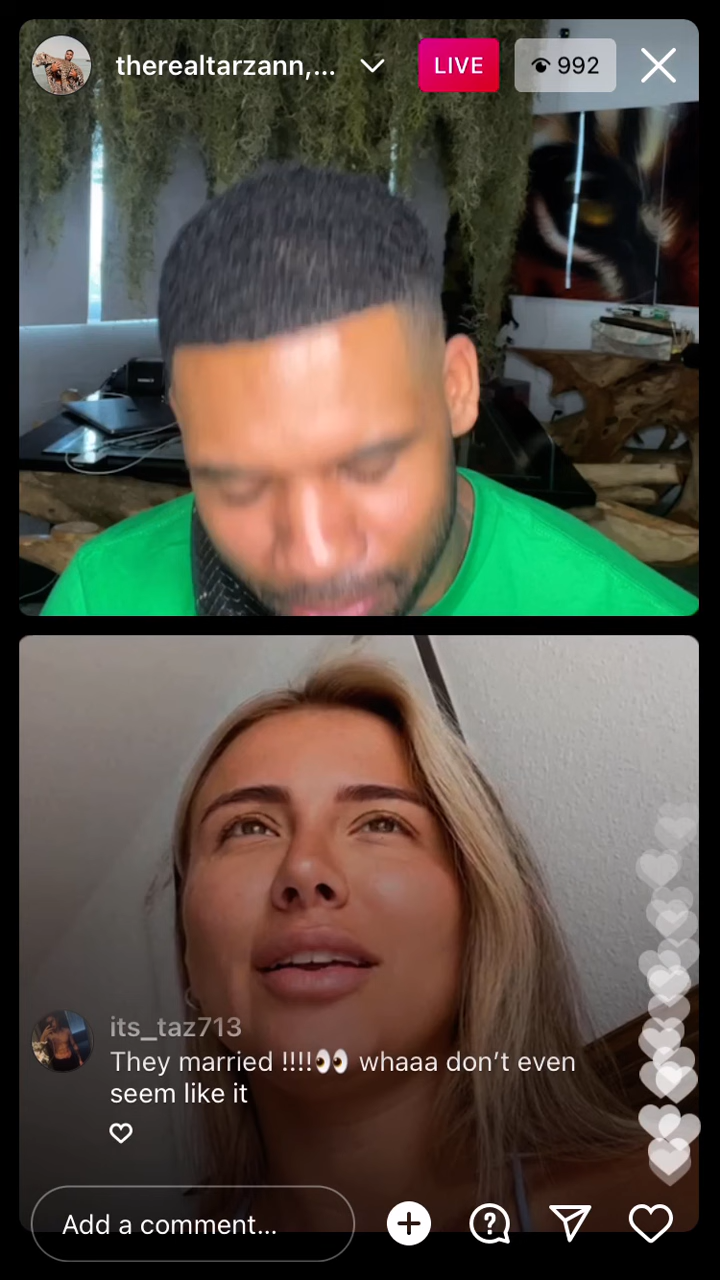 therealtarzann,...
LIVE
992
its_taz713
They married !!!!👀 whaaa don’t even
seem like it
Add a comment...